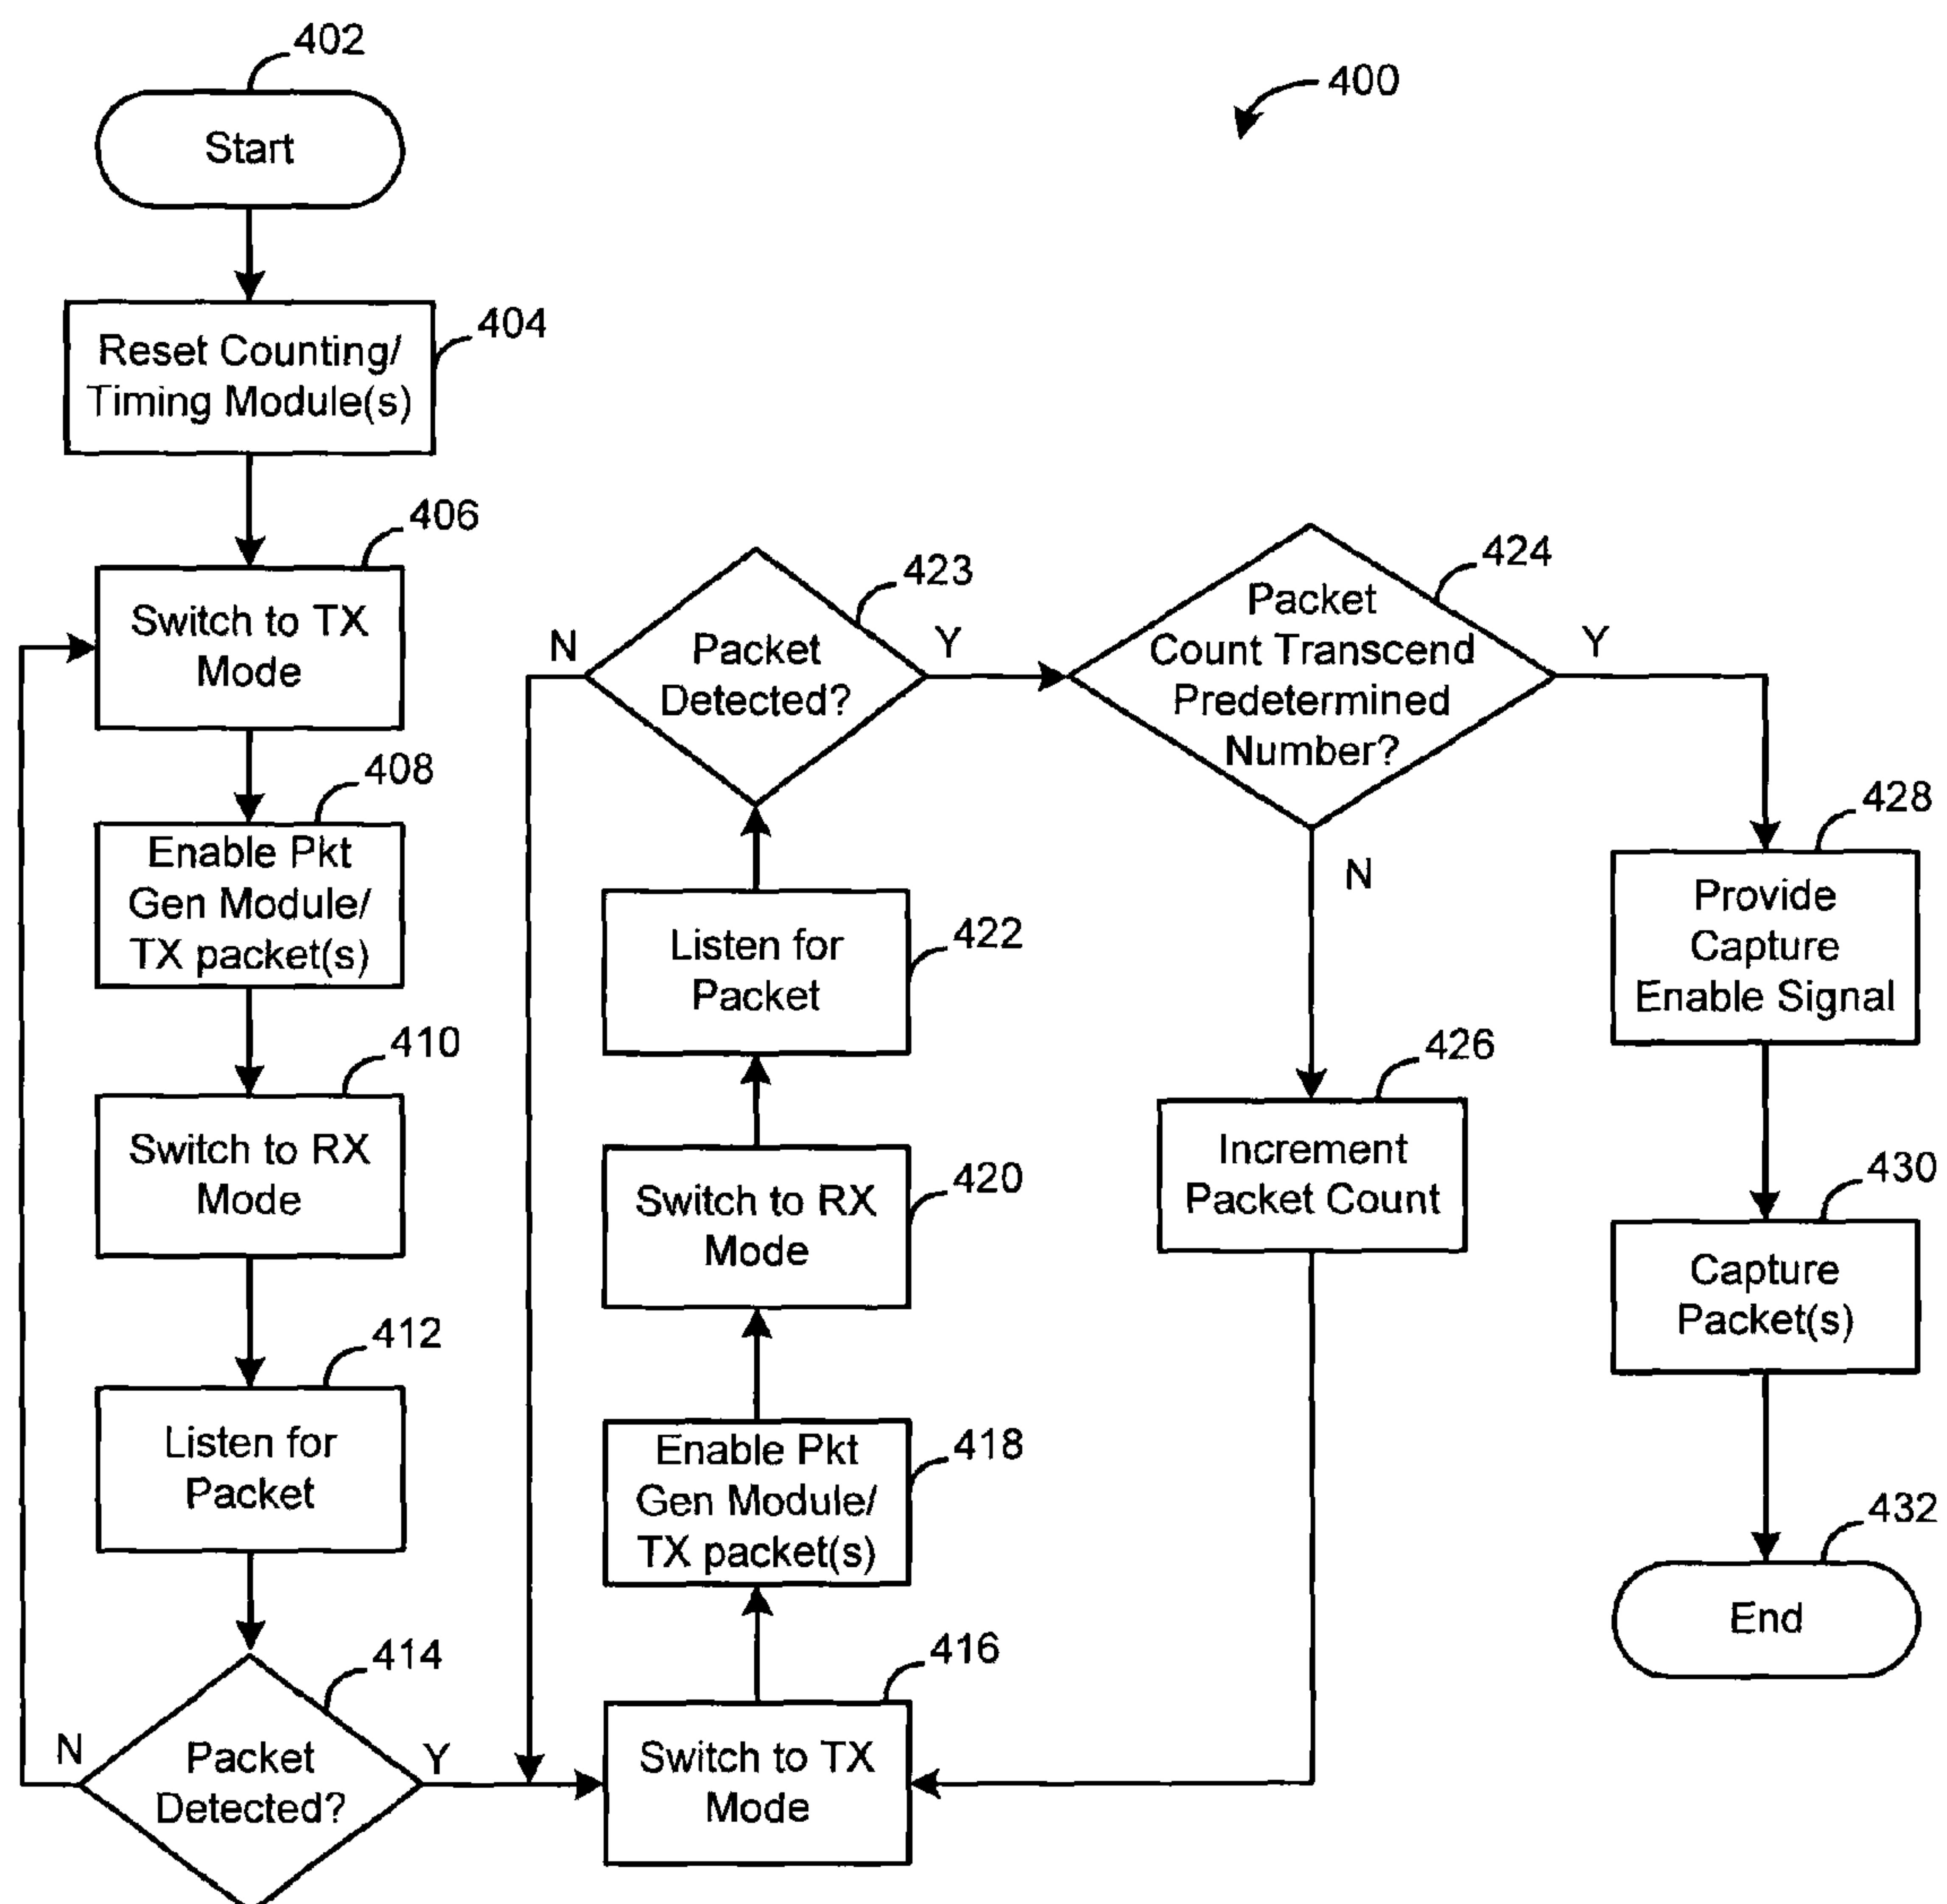 400
402
Start
404
Reset Counting/
Timing Module(s)
406
Switch to TX
Mode
408
Enable Pkt
Gen Module/
TX packet(s)
410
Switch to RX
Mode
412
Listen for
Packet
414
Packet
Detected?
N
Y
416
Switch to TX
Mode
418
Enable Pkt
Gen Module/
TX packet(s)
420
Switch to RX
Mode
422
Listen for
Packet
423
Packet
Detected?
N
Y
424
Packet
Count Transcend
Predetermined
Number?
Y
N
426
Increment
Packet Count
428
Provide
Capture
Enable Signal
430
Capture
Packet(s)
432
End